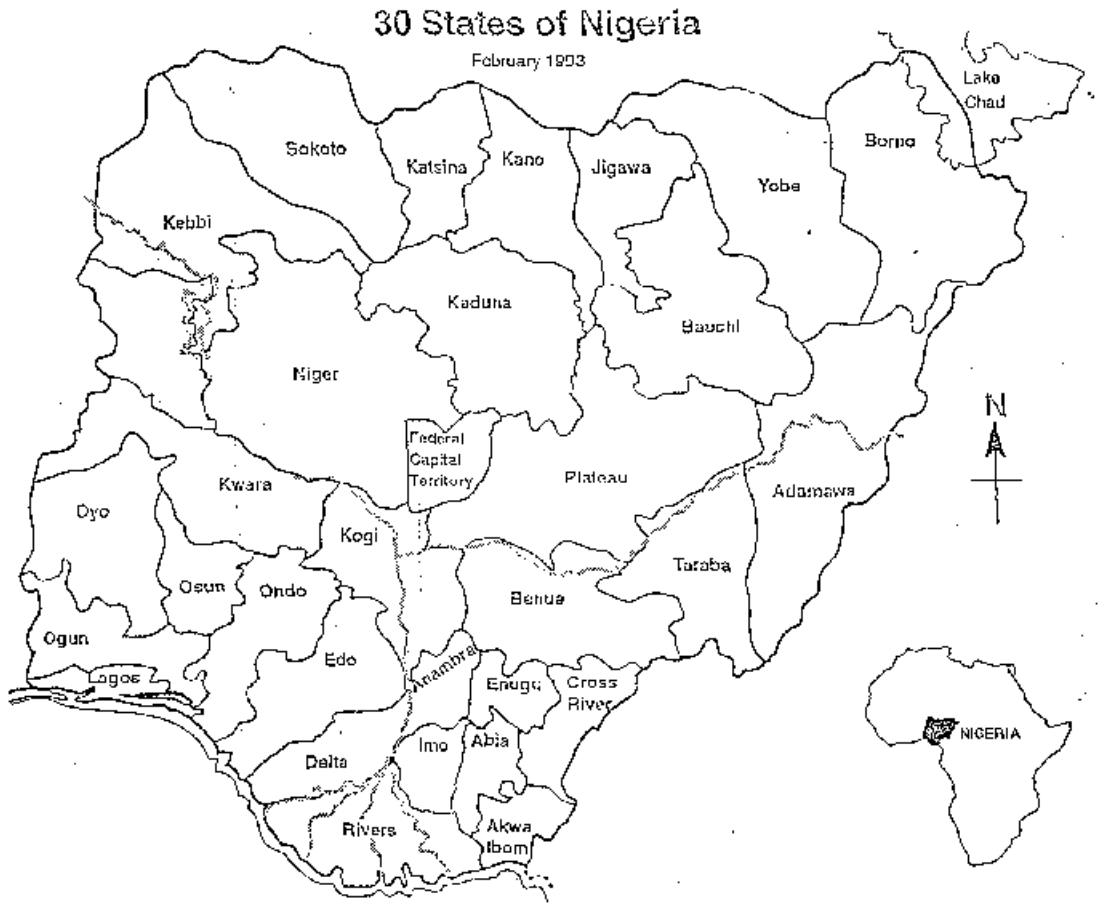 30 States of Nigeria
February 1993
Lake
Chad
Sokoto
Katsina
Kano
Jigawa
Yobe
Borno
Kebbi
Kaduna
Bauchi
Niger
Federal
Capital
Territory
Plateau
N
Adamawa
Kwara
Oyo
Kogi
Taraba
Osun
Ondo
Benue
Ogun
Edo
Anambra
Enugu
Cross
River
Lagos
NIGERIA
Imo
Abia
Delta
Rivers
Akwa
Ibom